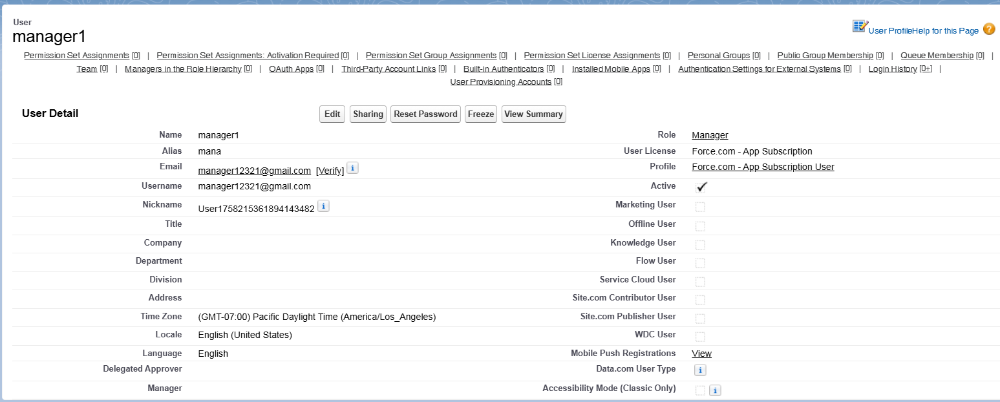 User
manager1
User Profile Help for this Page ?
Permission Set Assignments [0] | Permission Set Assignments: Activation Required [0] | Permission Set Group Assignments [0] | Permission Set License Assignments [0] | Personal Groups [0] | Public Group Membership [0] | Queue Membership [0] |
Team [0] | Managers in the Role Hierarchy [0] | OAuth Apps [0] | Third-Party Account Links [0] | Built-in Authenticators [0] | Installed Mobile Apps [0] | Authentication Settings for External Systems [0] | Login History [0+] |
User Provisioning Accounts [0]
User Detail Edit Sharing Reset Password Freeze View Summary
Name manager1 Role Manager
Alias mana User License Force.com - App Subscription
Email manager12321@gmail.com [Verify] i Profile Force.com - App Subscription User
Username manager12321@gmail.com Active
Nickname User1758215361894143482 i Marketing User
Title Offline User
Company Knowledge User
Department Flow User
Division Service Cloud User
Address Site.com Contributor User
Time Zone (GMT-07:00) Pacific Daylight Time (America/Los_Angeles) Site.com Publisher User
Locale English (United States) WDC User
Language English Mobile Push Registrations View
Delegated Approver Data.com User Type i
Manager Accessibility Mode (Classic Only) i